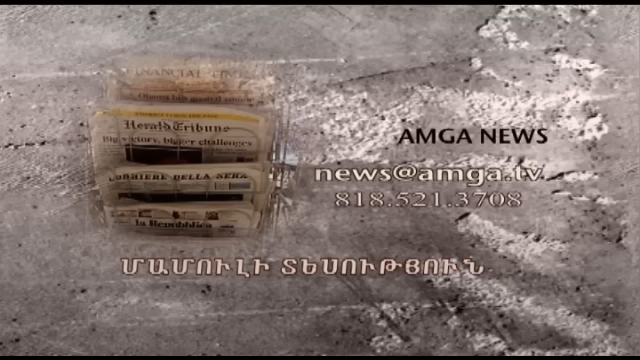 FINANCIAL TIMES
Herald Tribune
Big victory, bigger challenges
CORRIERE DELLA SERA
la Repubblica
AMGA NEWS
news@amga.tv
818.521.3708
ՄԱՄՈՒԼԻ ՏԵՍՈՒԹՅՈՒՆ